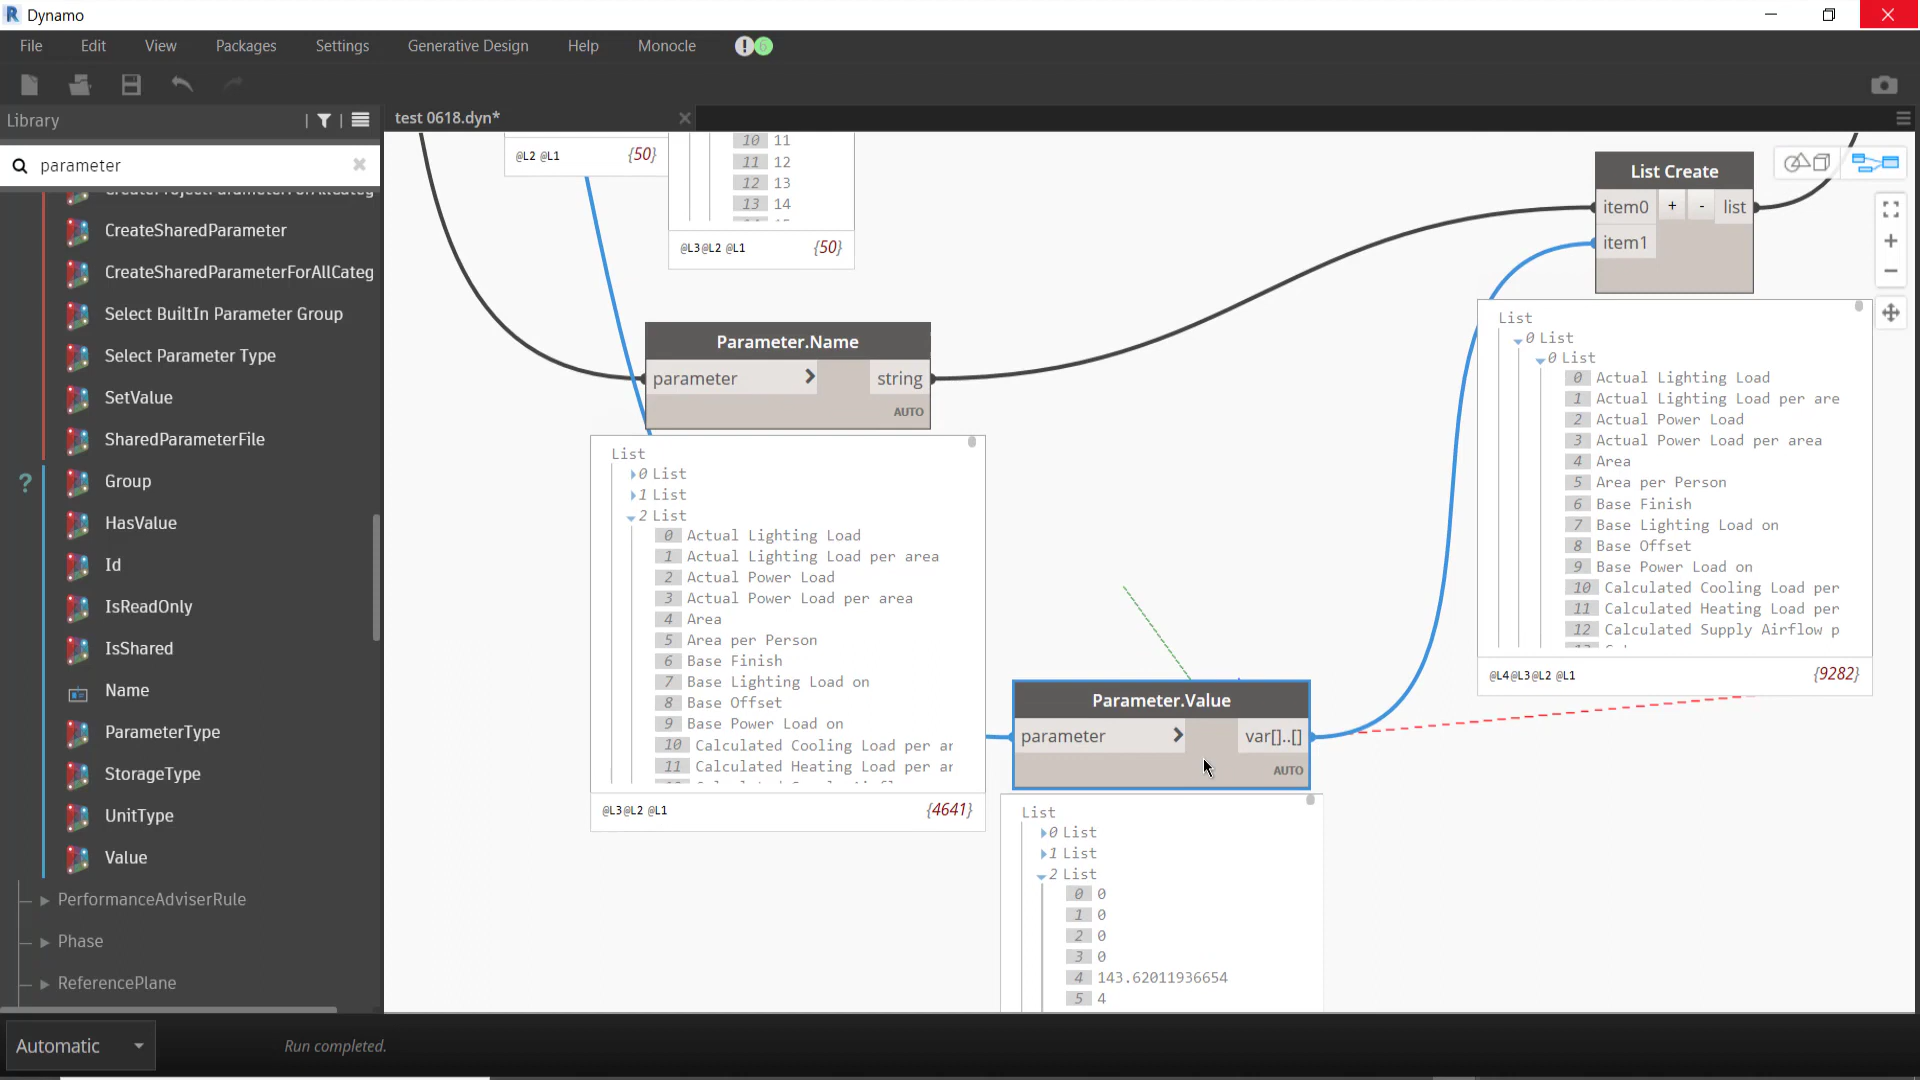 Dynamo
File Edit View Packages Settings Generative Design Help Monocle ! 6
test 0618.dyn*
Library
parameter
CreateSharedParameter
CreateSharedParameterForAllCateg
Select BuiltIn Parameter Group
Select Parameter Type
SetValue
SharedParameterFile
? Group
HasValue
Id
IsReadOnly
IsShared
Name
ParameterType
StorageType
UnitType
Value
PerformanceAdviserRule
Phase
ReferencePlane
Automatic
Run completed.
@L2 @L1 {50}
10 11
11 12
12 13
13 14
@L3@L2 @L1 {50}
Parameter.Name
parameter > string
AUTO
List
0 List
1 List
2 List
0 Actual Lighting Load
1 Actual Lighting Load per area
2 Actual Power Load
3 Actual Power Load per area
4 Area
5 Area per Person
6 Base Finish
7 Base Lighting Load on
8 Base Offset
9 Base Power Load on
10 Calculated Cooling Load per ar
11 Calculated Heating Load per ar
@L3@L2 @L1 {4641}
Parameter.Value
parameter > var[]..[]
AUTO
List
0 List
1 List
2 List
0 0
1 0
2 0
3 0
4 143.62011936654
5 4
List Create
item0 + - list
item1
List
0 List
0 List
0 Actual Lighting Load
1 Actual Lighting Load per are
2 Actual Power Load
3 Actual Power Load per area
4 Area
5 Area per Person
6 Base Finish
7 Base Lighting Load on
8 Base Offset
9 Base Power Load on
10 Calculated Cooling Load per
11 Calculated Heating Load per
12 Calculated Supply Airflow p
@L4@L3@L2 @L1 {9282}